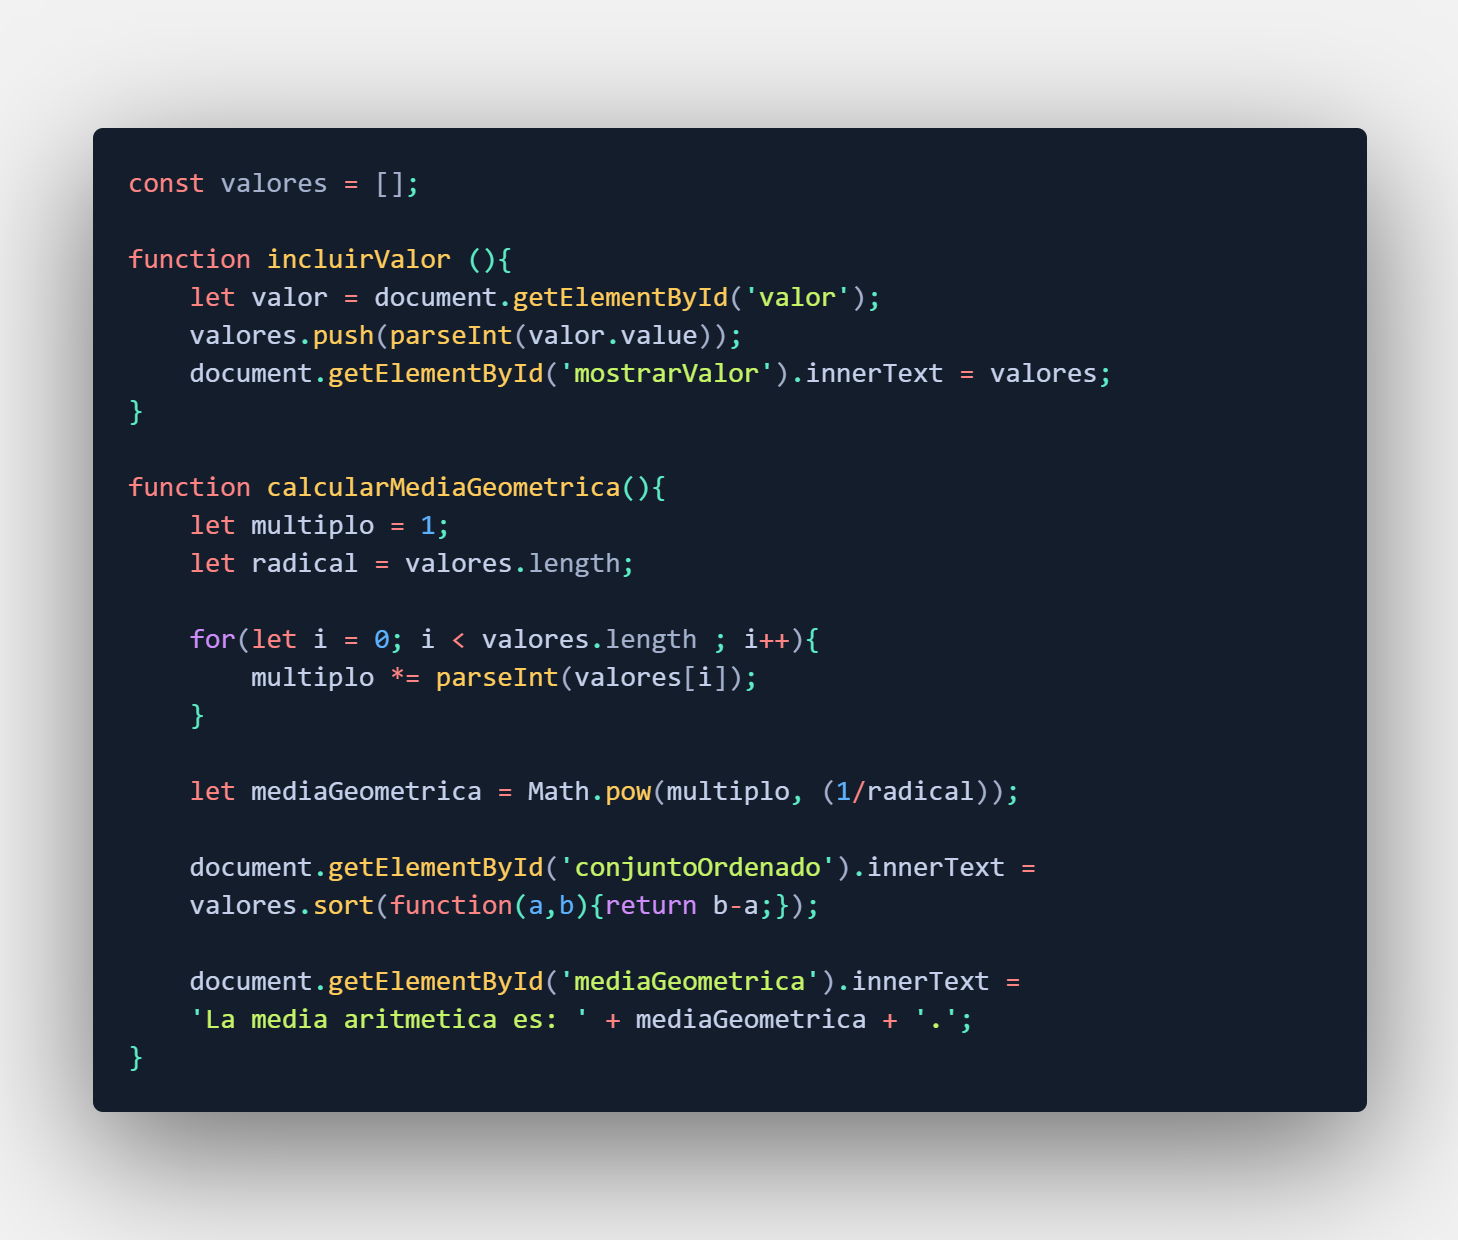 const valores = [];
function incluirValor (){
let valor = document.getElementById('valor');
valores.push(parseInt(valor.value));
document.getElementById('mostrarValor').innerText = valores;
}
function calcularMediaGeometrica(){
let multiplo = 1;
let radical = valores.length;
for(let i = 0; i < valores.length ; i++){
multiplo *= parseInt(valores[i]);
}
let mediaGeometrica = Math.pow(multiplo, (1/radical));
document.getElementById('conjuntoOrdenado').innerText =
valores.sort(function(a,b){return b-a;});
document.getElementById('mediaGeometrica').innerText =
'La media aritmetica es: ' + mediaGeometrica + '.';
}